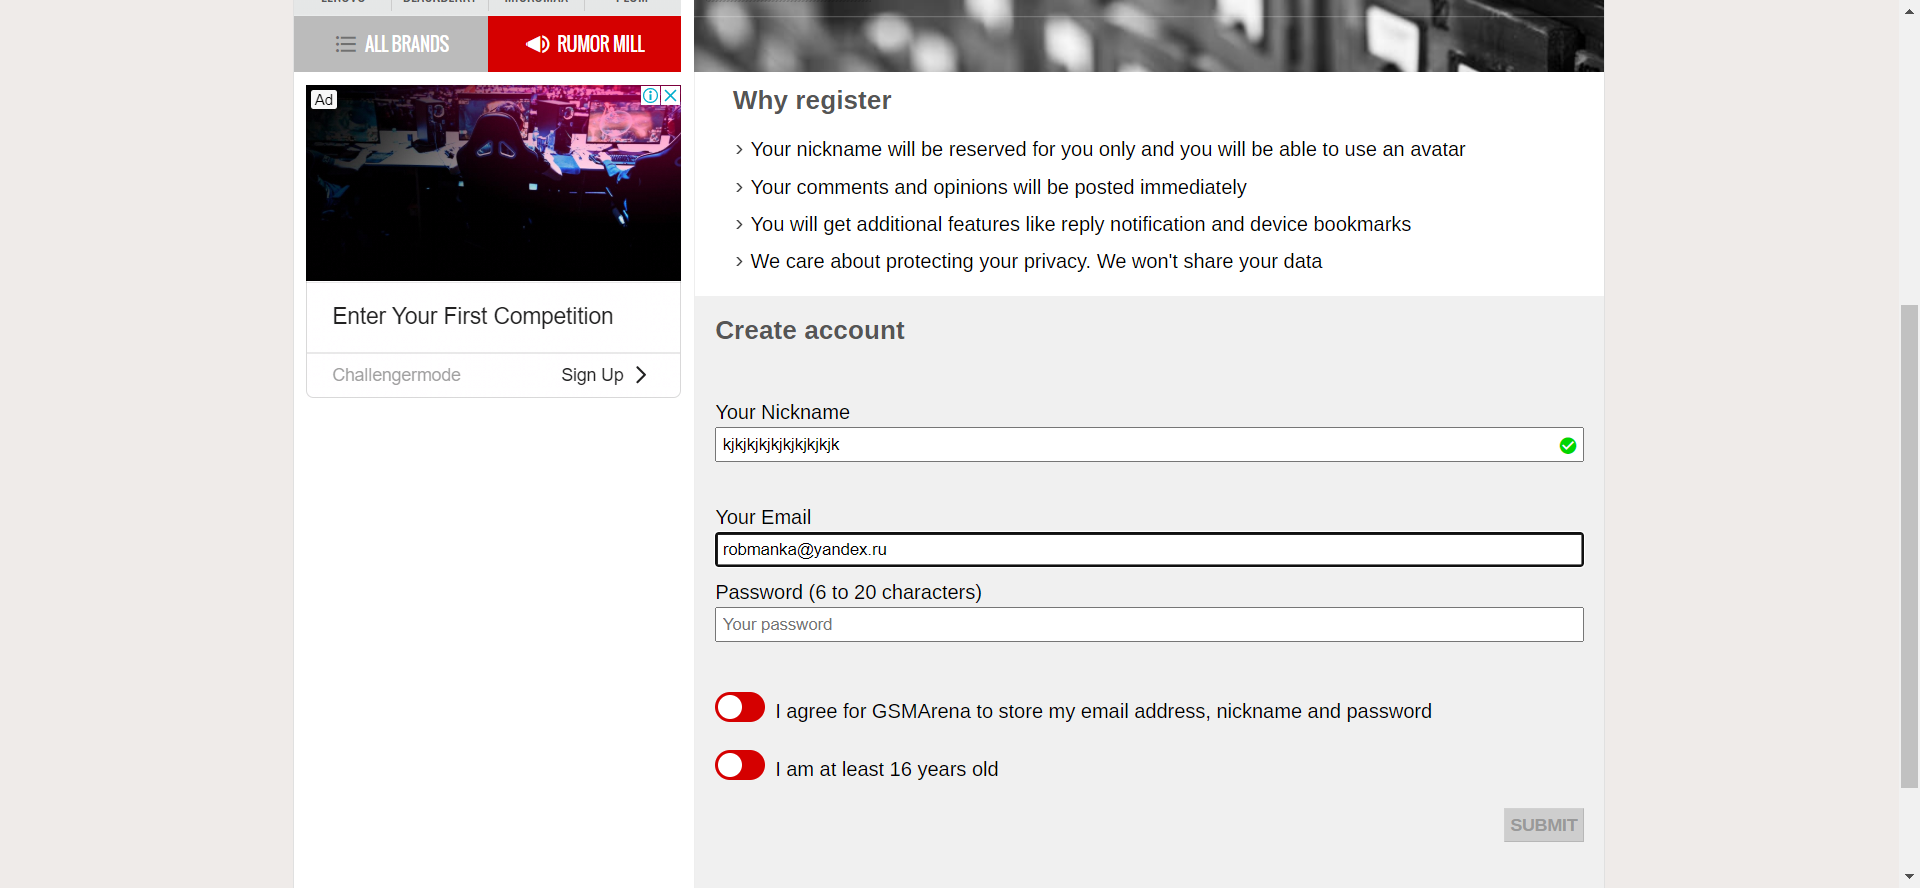 LENOVO BLACKBERRY MICROMAX PLUM
ALL BRANDS RUMOR MILL
Ad
Enter Your First Competition
Challengermode Sign Up
Why register
Your nickname will be reserved for you only and you will be able to use an avatar
Your comments and opinions will be posted immediately
You will get additional features like reply notification and device bookmarks
We care about protecting your privacy. We won't share your data
Create account
Your Nickname
kjkjkjkjkjkjkjkjkjk
Your Email
robmanka@yandex.ru
Password (6 to 20 characters)
Your password
I agree for GSMArena to store my email address, nickname and password
I am at least 16 years old
SUBMIT